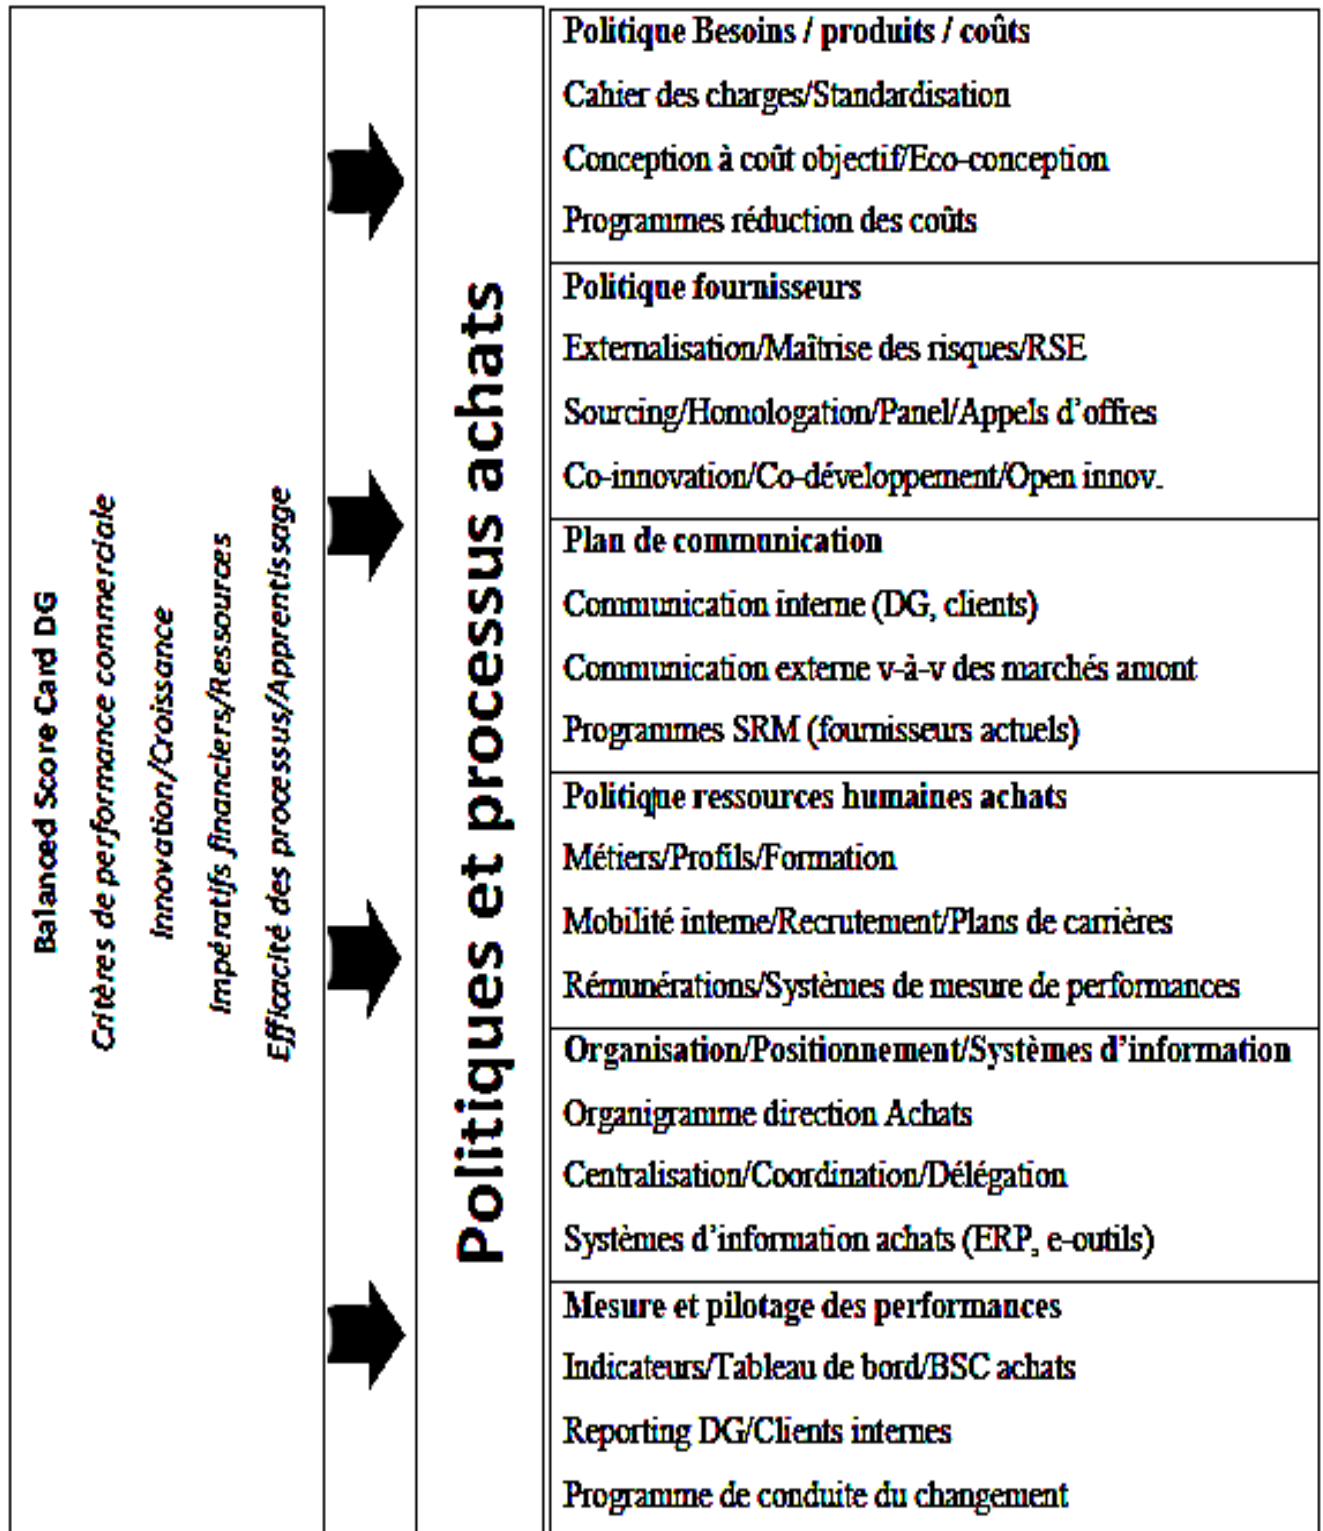 Balanced Score Card DG
Critères de performance commerciale
Innovation/Croissance
Impératifs financiers/Ressources
Efficacité des processus/Apprentissage
Politiques et processus achats
Politique Besoins / produits / coûts
Cahier des charges/Standardisation
Conception à coût objectif/Eco-conception
Programmes réduction des coûts
Politique fournisseurs
Externalisation/Maîtrise des risques/RSE
Sourcing/Homologation/Panel/Appels d'offres
Co-innovation/Co-développement/Open innov.
Plan de communication
Communication interne (DG, clients)
Communication externe v-à-v des marchés amont
Programmes SRM (fournisseurs actuels)
Politique ressources humaines achats
Métiers/Profils/Formation
Mobilité interne/Recrutement/Plans de carrières
Rémunérations/Systèmes de mesure de performances
Organisation/Positionnement/Systèmes d'information
Organigramme direction Achats
Centralisation/Coordination/Délégation
Systèmes d'information achats (ERP, e-outils)
Mesure et pilotage des performances
Indicateurs/Tableau de bord/BSC achats
Reporting DG/Clients internes
Programme de conduite du changement